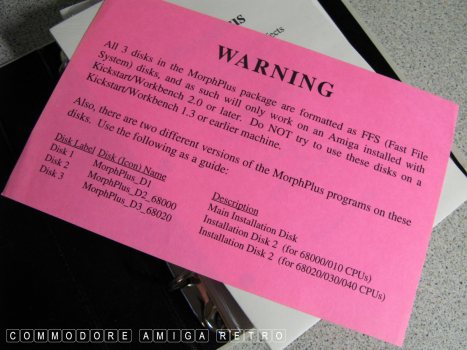 IS
jects
WARNING
All 3 disks in the MorphPlus package are formatted as FFS (Fast File
System) disks, and as such will only work on an Amiga installed with
Kickstart/Workbench 2.0 or later. Do NOT try to use these disks on a
Kickstart/Workbench 1.3 or earlier machine.
Also, there are two different versions of the MorphPlus programs on these
disks. Use the following as a guide:
Disk Label Disk (Icon) Name Description
Disk 1 MorphPlus_D1 Main Installation Disk
Disk 2 MorphPlus_D2_68000 Installation Disk 2 (for 68000/010 CPUs)
Disk 3 MorphPlus_D3_68020 Installation Disk 2 (for 68020/030/040 CPUs)
COMMODORE AMIGA RETRO